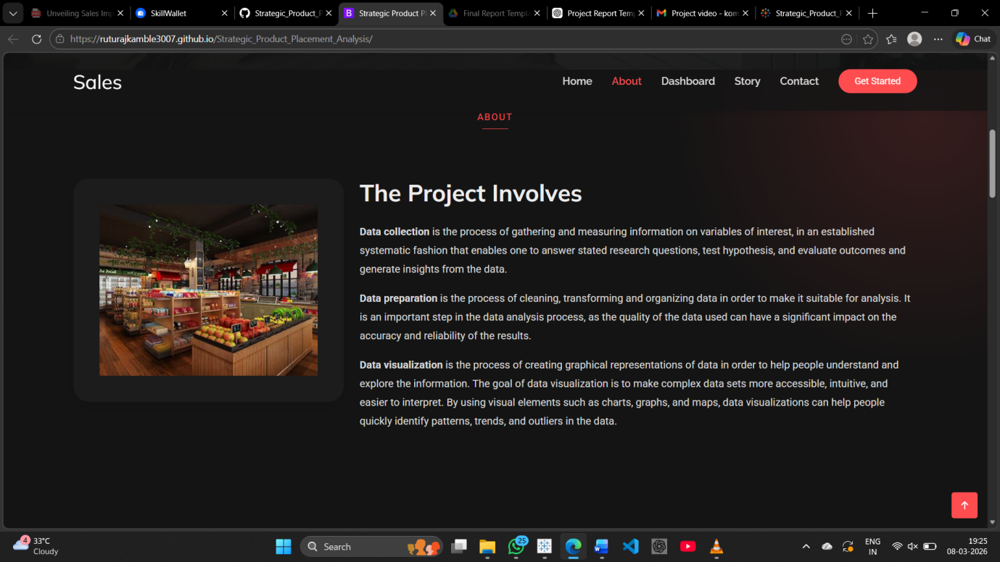 Unveiling Sales Imp
SkillWallet
Strategic_Product_P
Strategic Product Pl
Final Report Templa
Project Report Temp
Project video - kom
Strategic_Product_P
https://ruturajkamble3007.github.io/Strategic_Product_Placement_Analysis/
Chat
Sales
Home
About
Dashboard
Story
Contact
Get Started
ABOUT
The Project Involves
Data collection is the process of gathering and measuring information on variables of interest, in an established
systematic fashion that enables one to answer stated research questions, test hypothesis, and evaluate outcomes and
generate insights from the data.
Data preparation is the process of cleaning, transforming and organizing data in order to make it suitable for analysis. It
is an important step in the data analysis process, as the quality of the data used can have a significant impact on the
accuracy and reliability of the results.
Data visualization is the process of creating graphical representations of data in order to help people understand and
explore the information. The goal of data visualization is to make complex data sets more accessible, intuitive, and
easier to interpret. By using visual elements such as charts, graphs, and maps, data visualizations can help people
quickly identify patterns, trends, and outliers in the data.
4
33°C
Cloudy
Search
25
ENG
IN
19:25
08-03-2026